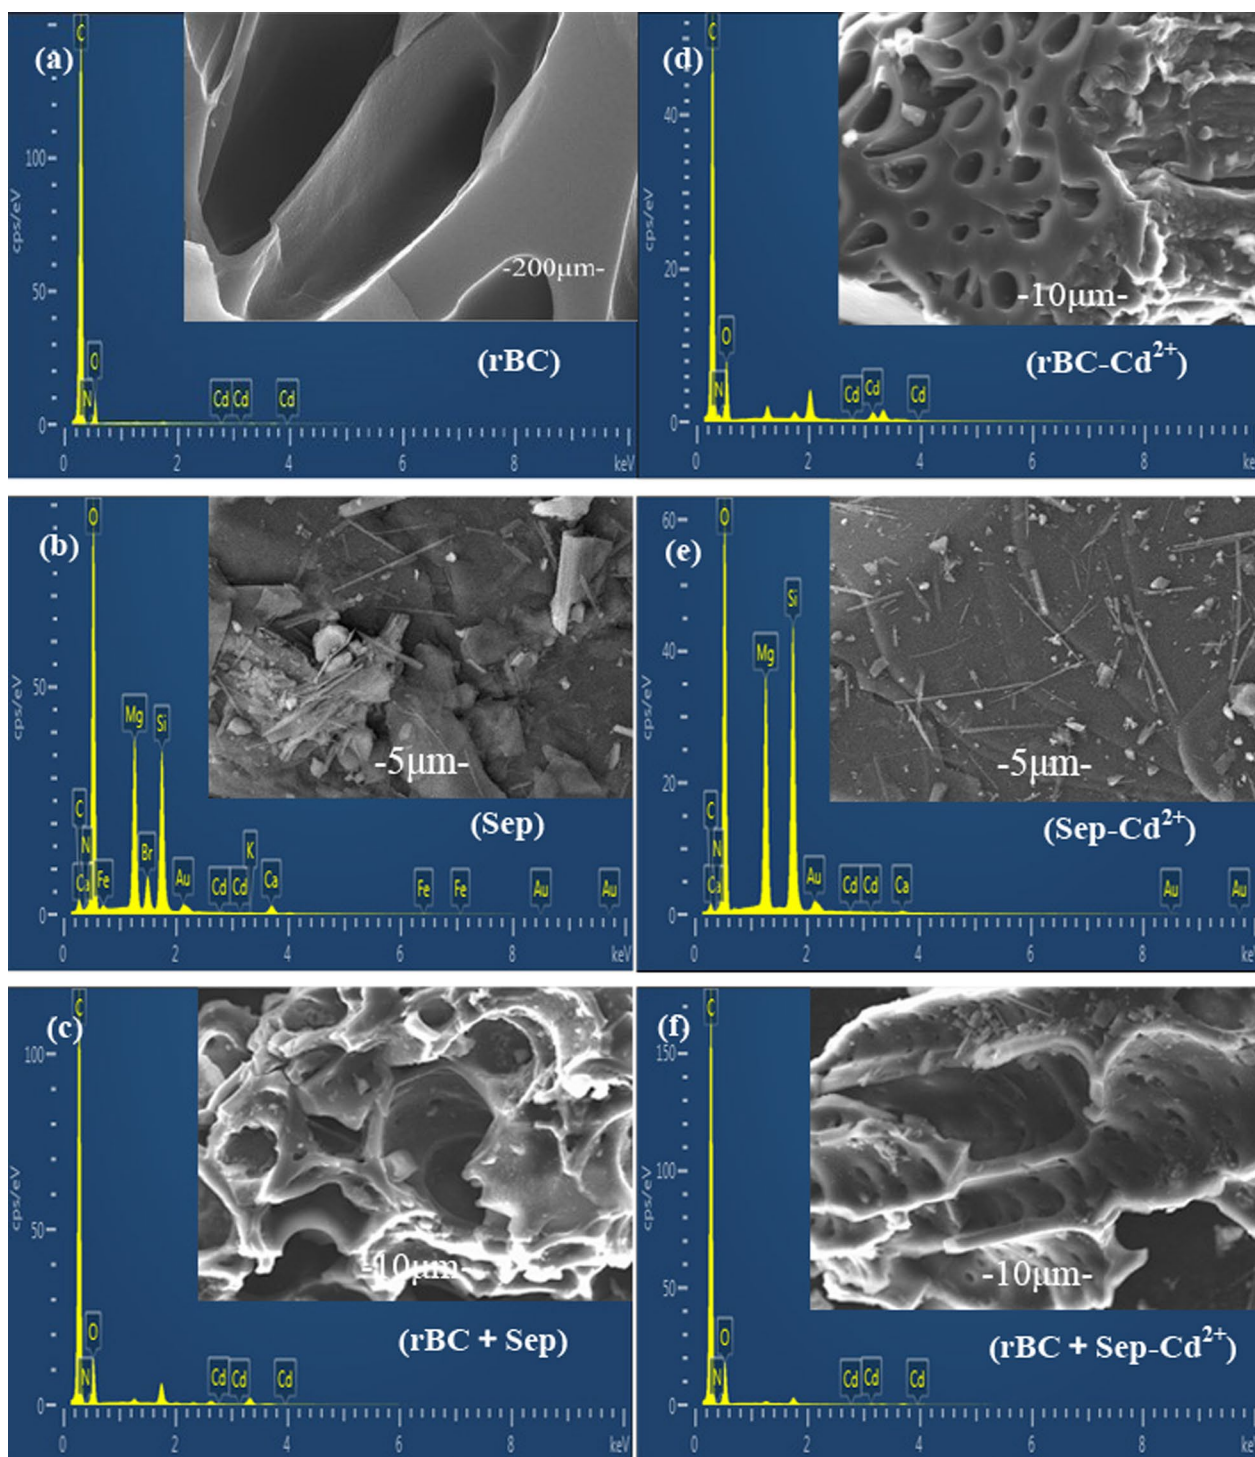 (a)
C
100
50
0
cps/eV
N
O
Cd
Cd
Cd
-200μm-
(rBC)
0
2
4
6
8
keV
(d)
C
40
20
0
cps/eV
N
O
Cd
Cd
Cd
-10μm-
(rBC-Cd²⁺)
0
2
4
6
8
ke
(b)
O
50
0
cps/eV
C
N
Ca
Fe
Mg
Br
Si
Au
Cd
Cd
K
Ca
Fe
Fe
Au
Au
-5μm-
(Sep)
0
2
4
6
8
keV
(e)
O
60
40
20
0
cps/eV
C
N
Ca
Mg
Si
Au
Cd
Cd
Ca
Au
Au
-5μm-
(Sep-Cd²⁺)
0
2
4
6
8
ke
(c)
C
100
50
0
cps/eV
N
O
Cd
Cd
Cd
-10μm-
(rBC + Sep)
0
2
4
6
8
keV
(f)
C
150
100
50
0
cps/eV
N
O
Cd
Cd
Cd
-10μm-
(rBC + Sep-Cd²⁺)
0
2
4
6
8
ke